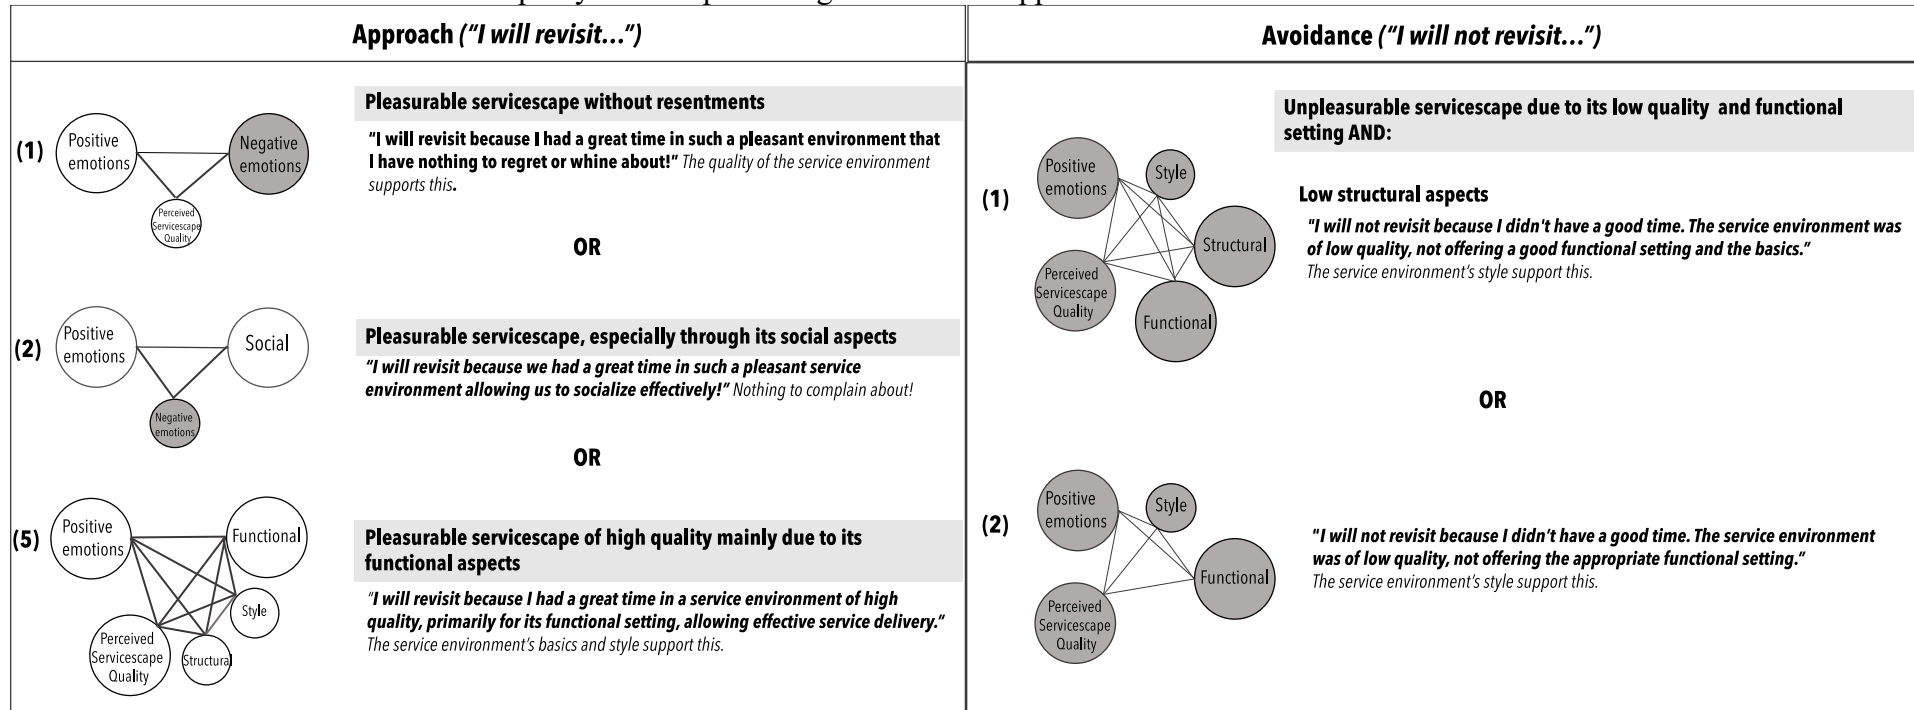 Approach ("I will revisit...")
(1)
Positive
emotions
Negative
emotions
Perceived
Servicescape
Quality
Pleasurable servicescape without resentments
"I will revisit because I had a great time in such a pleasant environment that
I have nothing to regret or whine about!" The quality of the service environment
supports this.
OR
(2)
Positive
emotions
Social
Negative
emotions
Pleasurable servicescape, especially through its social aspects
"I will revisit because we had a great time in such a pleasant service
environment allowing us to socialize effectively!" Nothing to complain about!
OR
(5)
Positive
emotions
Functional
Style
Perceived
Servicescape
Quality
Structural
Pleasurable servicescape of high quality mainly due to its
functional aspects
"I will revisit because I had a great time in a service environment of high
quality, primarily for its functional setting, allowing effective service delivery."
The service environment's basics and style support this.
Avoidance ("I will not revisit...")
Unpleasurable servicescape due to its low quality and functional
setting AND:
(1)
Positive
emotions
Style
Structural
Perceived
Servicescape
Quality
Functional
Low structural aspects
"I will not revisit because I didn't have a good time. The service environment was
of low quality, not offering a good functional setting and the basics."
The service environment's style support this.
OR
(2)
Positive
emotions
Style
Functional
Perceived
Servicescape
Quality
"I will not revisit because I didn't have a good time. The service environment
was of low quality, not offering the appropriate functional setting."
The service environment's style support this.